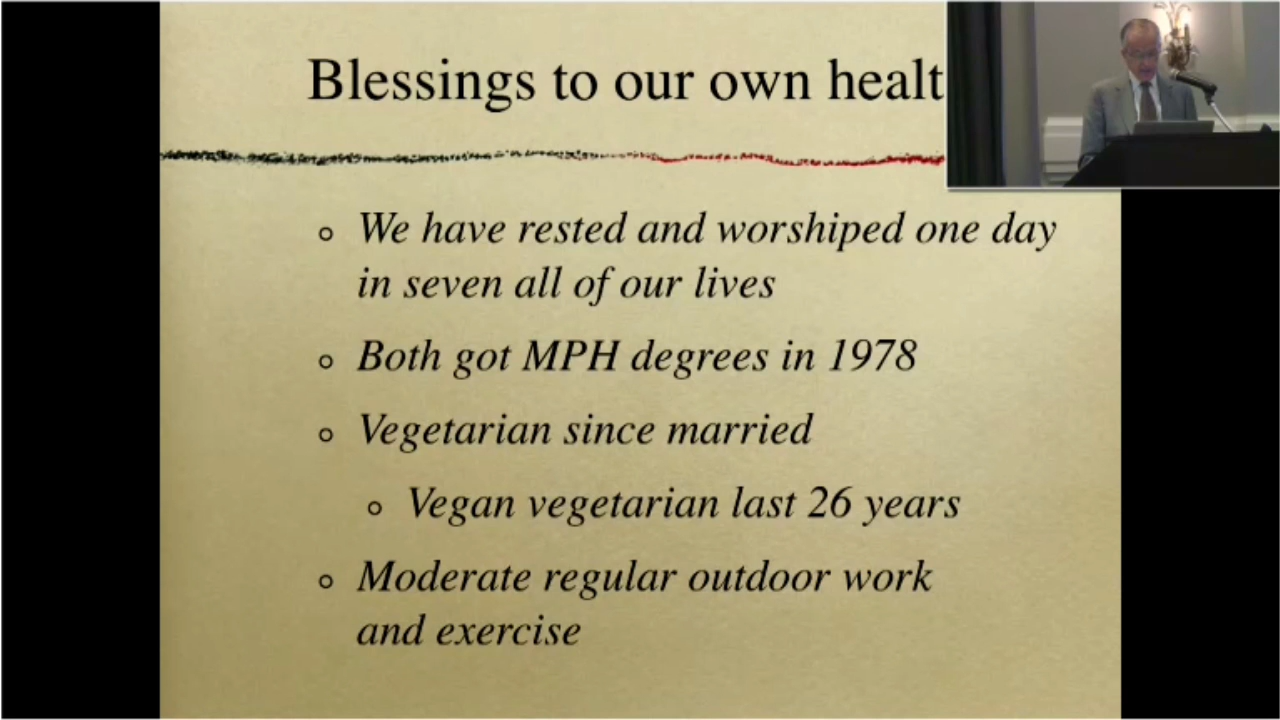 Blessings to our own healt
We have rested and worshiped one day
in seven all of our lives
Both got MPH degrees in 1978
Vegetarian since married
Vegan vegetarian last 26 years
Moderate regular outdoor work
and exercise